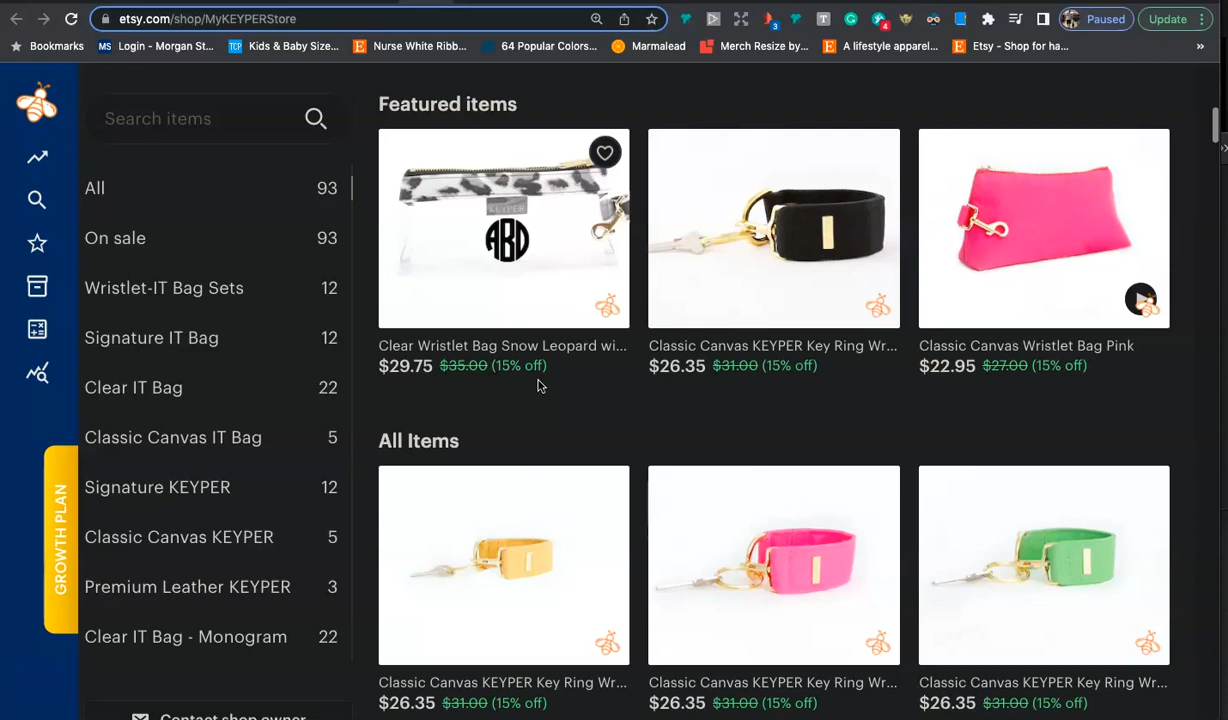 etsy.com/shop/MyKEYPERStore
3
T
4
Paused
Update
Bookmarks
MS Login - Morgan St...
TCP Kids & Baby Size...
E Nurse White Ribb...
64 Popular Colors...
Marmalead
Merch Resize by...
E A lifestyle apparel...
E Etsy - Shop for ha...
»
Search items
All 93
On sale 93
Wristlet-IT Bag Sets 12
Signature IT Bag 12
Clear IT Bag 22
Classic Canvas IT Bag 5
Signature KEYPER 12
Classic Canvas KEYPER 5
Premium Leather KEYPER 3
Clear IT Bag - Monogram 22
Contact shop owner
GROWTH PLAN
Featured items
KEYPER
ABD
Clear Wristlet Bag Snow Leopard wi...
$29.75 $35.00 (15% off)
Classic Canvas KEYPER Key Ring Wr...
$26.35 $31.00 (15% off)
Classic Canvas Wristlet Bag Pink
$22.95 $27.00 (15% off)
All Items
Classic Canvas KEYPER Key Ring Wr...
$26.35 $31.00 (15% off)
Classic Canvas KEYPER Key Ring Wr...
$26.35 $31.00 (15% off)
Classic Canvas KEYPER Key Ring Wr...
$26.35 $31.00 (15% off)